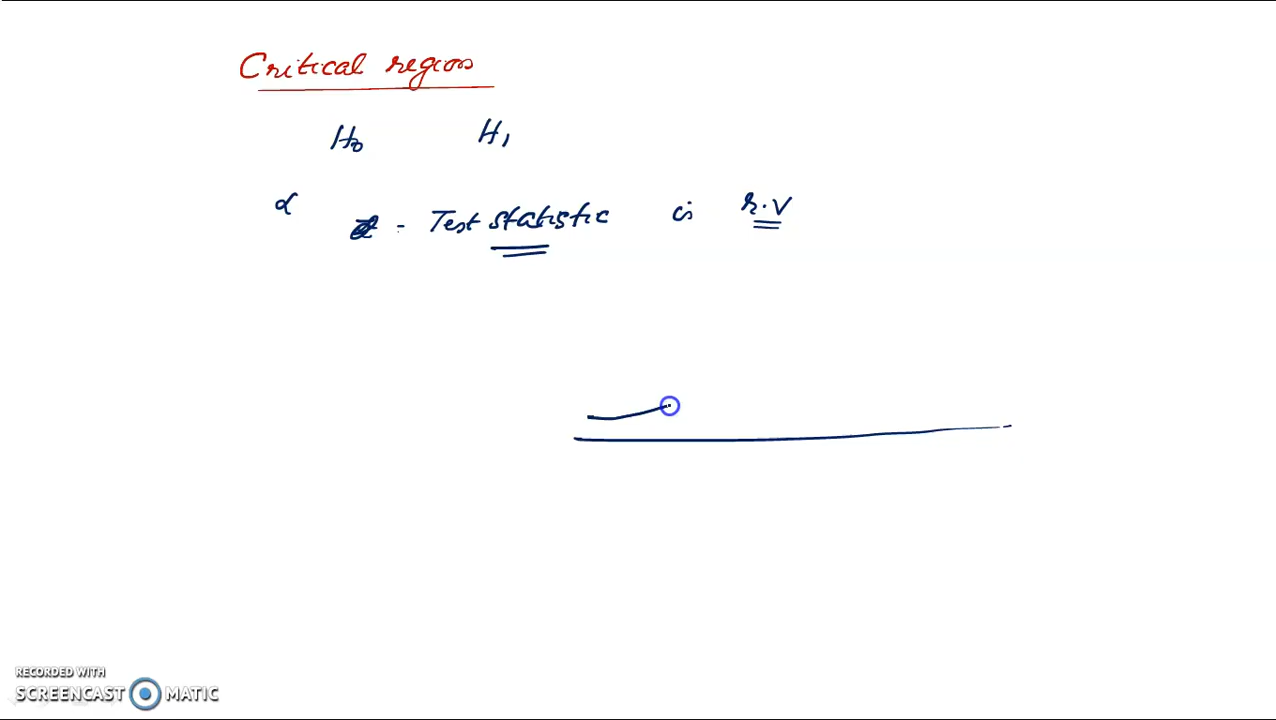 Critical region
H₀ H₁
α - Test statistic is r.v
RECORDED WITH
SCREENCAST MATIC